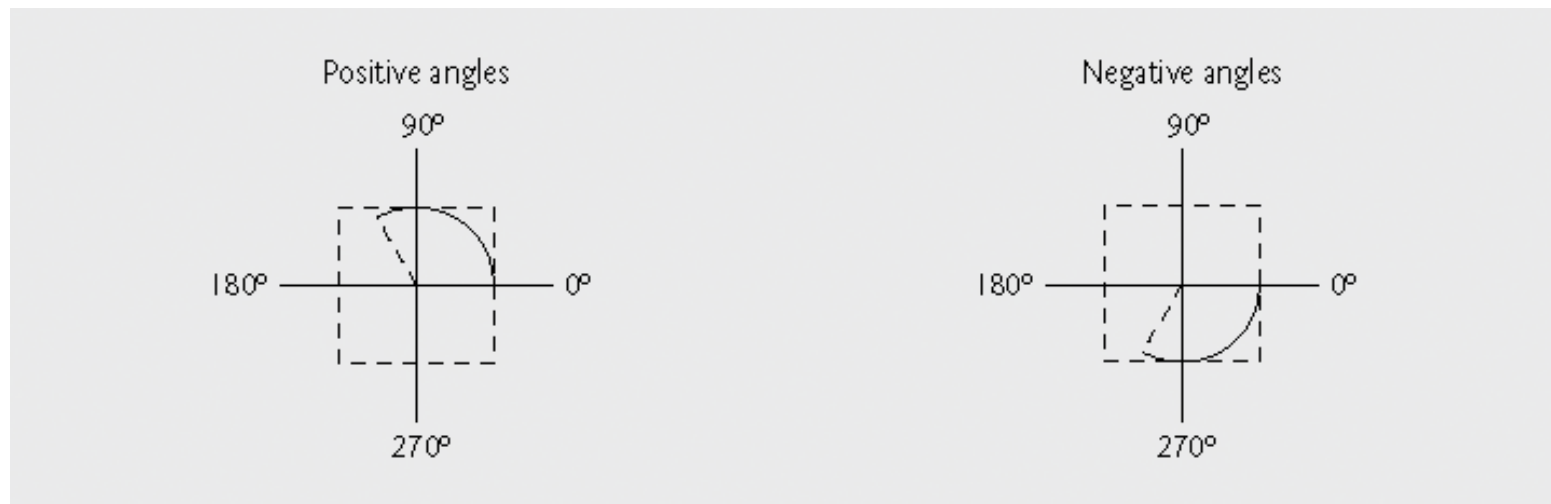 Positive angles
90º
180º
0º
270º
Negative angles
90º
180º
0º
270º